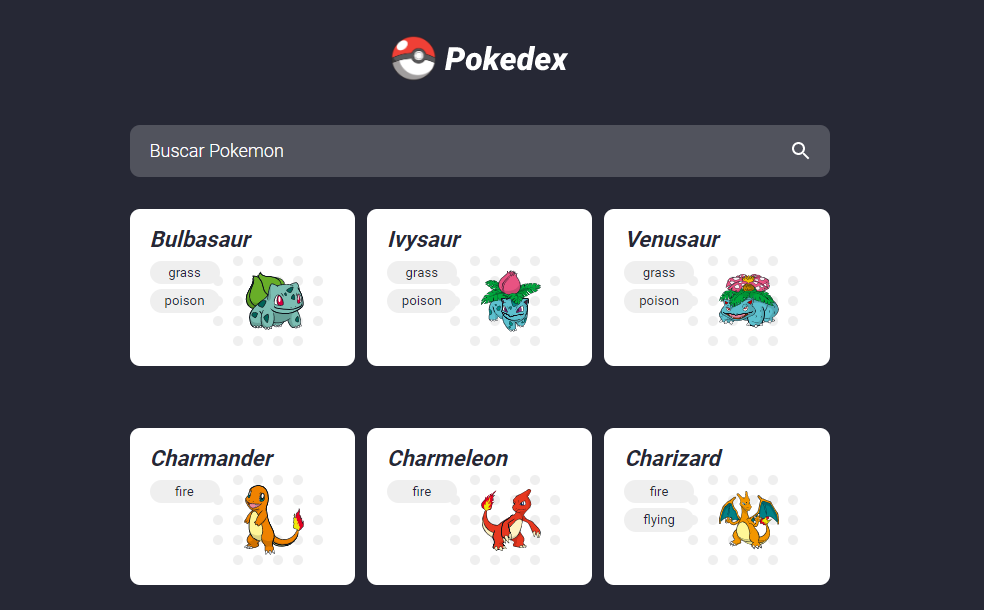 Pokedex
Buscar Pokemon
Bulbasaur
grass
poison
Ivysaur
grass
poison
Venusaur
grass
poison
Charmander
fire
Charmeleon
fire
Charizard
fire
flying